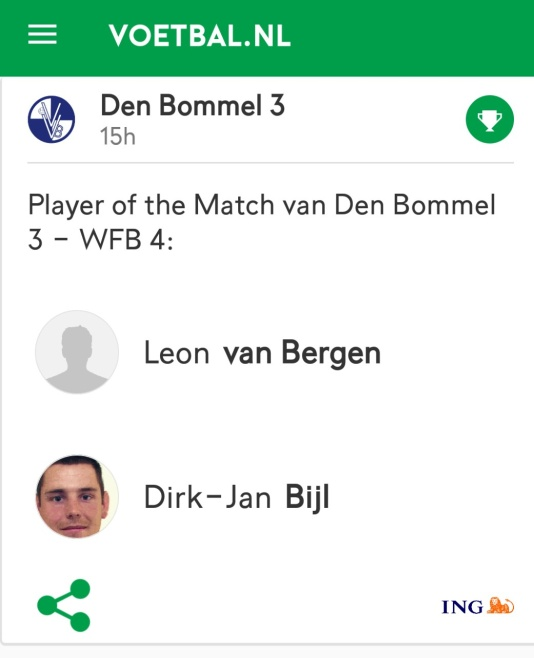 VOETBAL.NL
Den Bommel 3
15h
Player of the Match van Den Bommel
3 - WFB 4:
Leon van Bergen
Dirk-Jan Bijl
ING